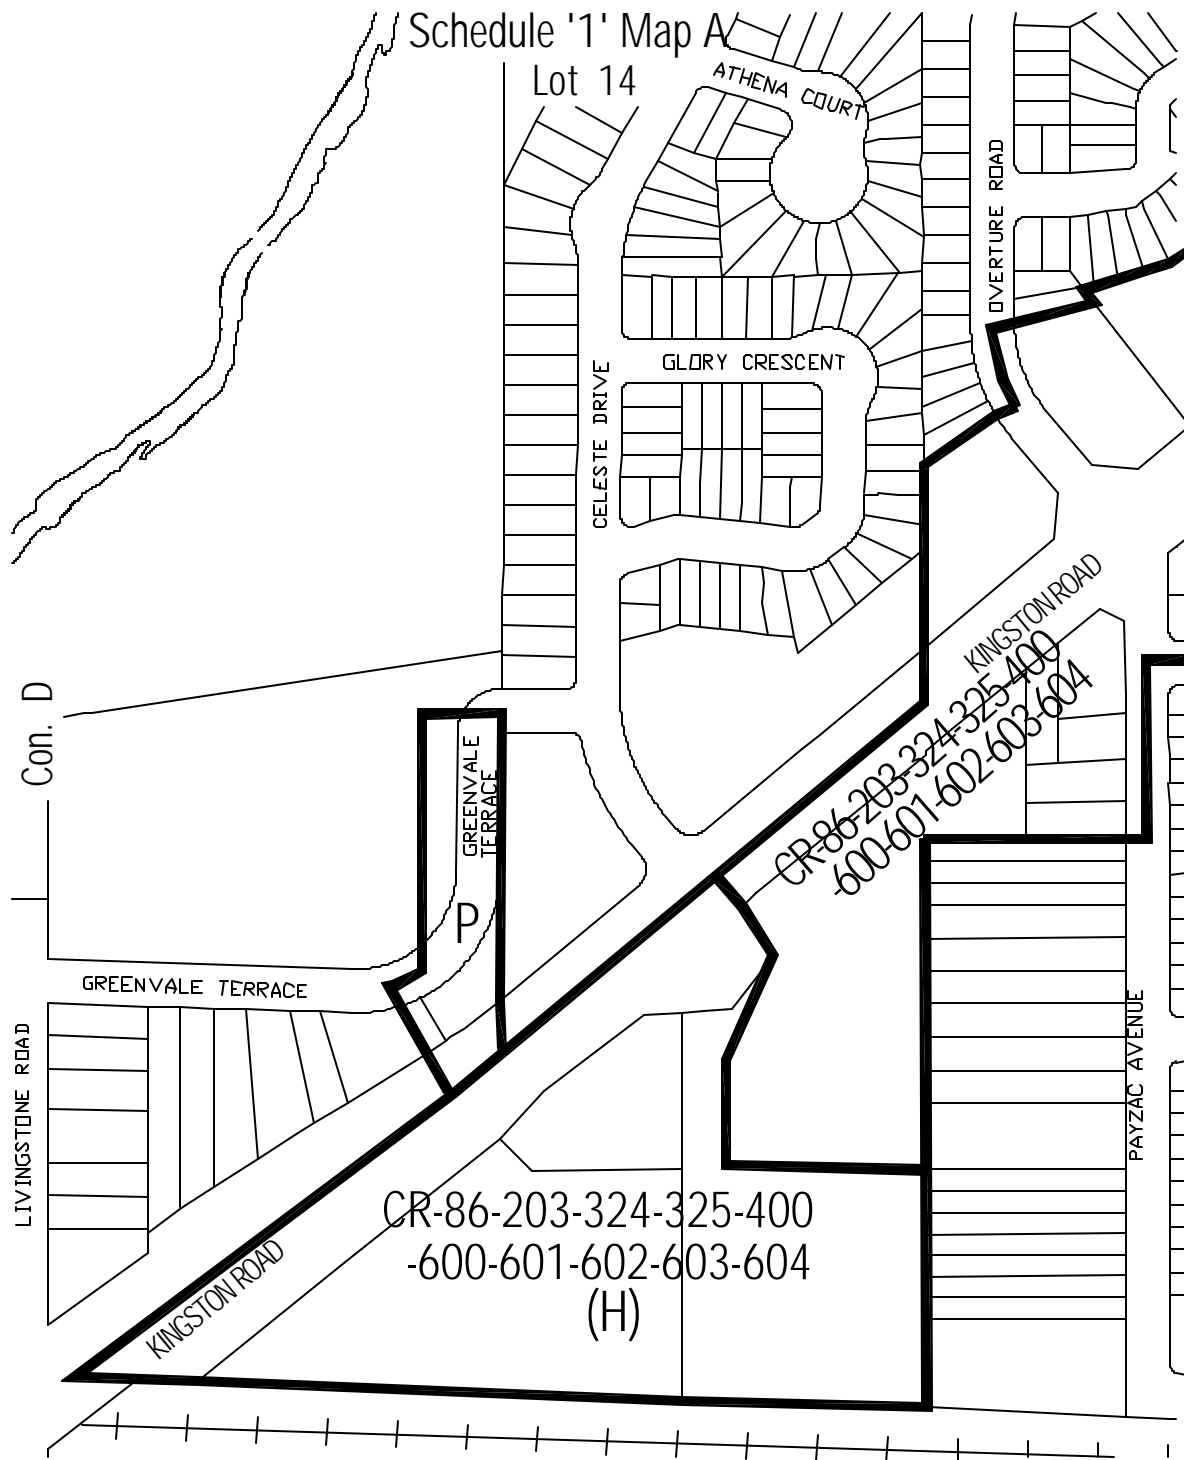 Schedule '1' Map A
Lot 14
ATHENA COURT
OVERTURE ROAD
GLORY CRESCENT
CELESTE DRIVE
KINGSTON ROAD
CR-86-203-324-325-400
-600-601-602-603-604
Con. D
GREENVALE
TERRACE
P
GREENVALE TERRACE
LIVINGSTONE ROAD
PAYZAC AVENUE
CR-86-203-324-325-400
-600-601-602-603-604
(H)
KINGSTON ROAD